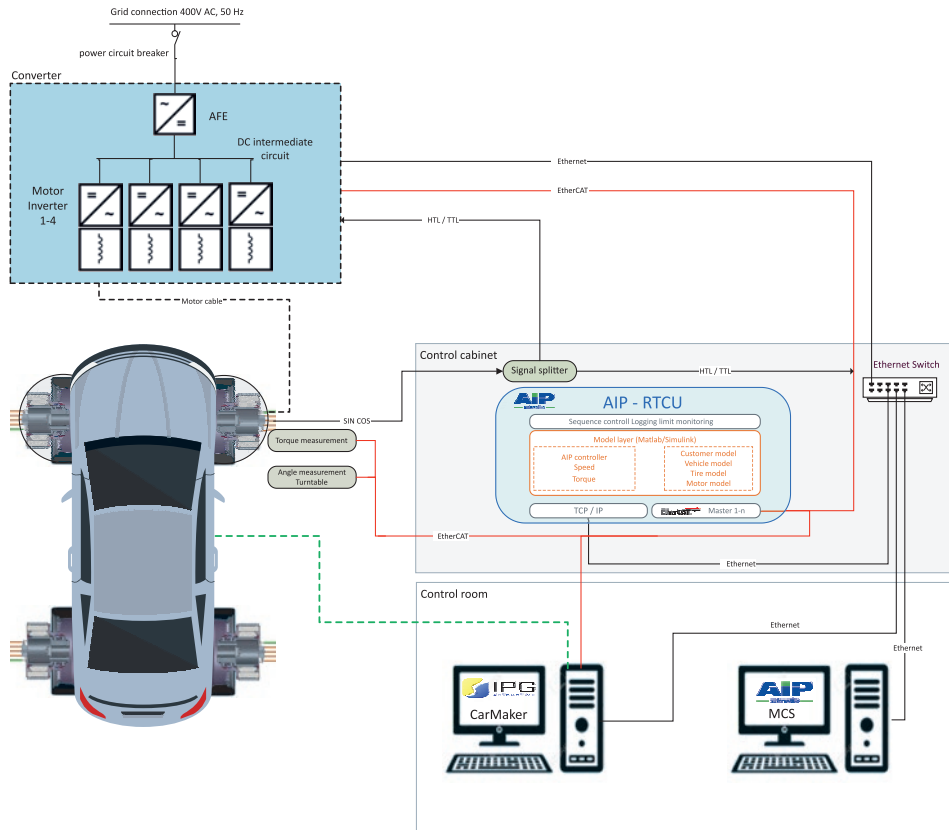 Grid connection 400V AC, 50 Hz
power circuit breaker
Converter
AFE
DC intermediate
circuit
Motor
Inverter
1-4
Ethernet
EtherCAT
HTL / TTL
Motor cable
Control cabinet
Ethernet Switch
Signal splitter
HTL / TTL
SIN COS
Torque measurement
Angle measurement
Turntable
AIP
AIP - RTCU
Sequence controll Logging limit monitoring
Model layer (Matlab/Simulink)
AIP controller
Speed
Torque
Customer model
Vehicle model
Tire model
Motor model
TCP / IP
Master 1-n
EtherCAT
Ethernet
Control room
Ethernet
Ethernet
IPG
CarMaker
AIP
MCS